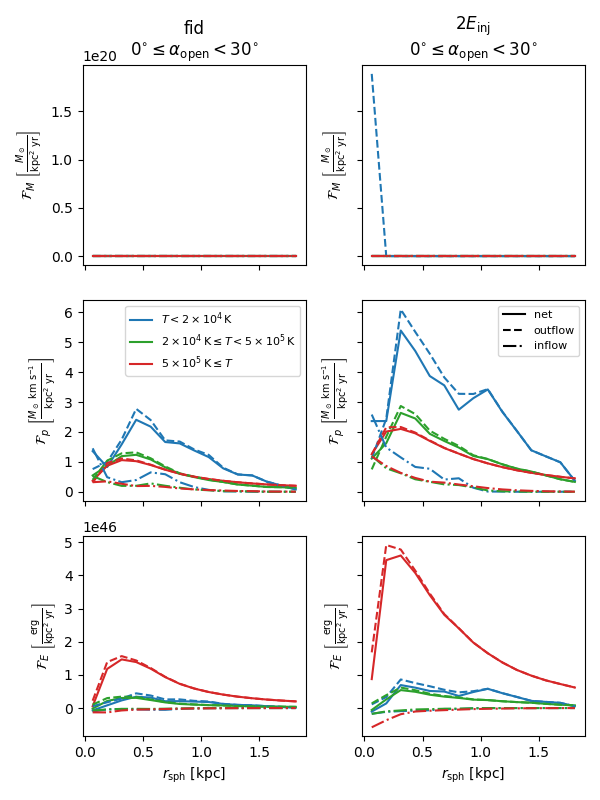 fid
0° ≤ α_open < 30°
2E_inj
0° ≤ α_open < 30°
1e20
1.5
1.0
0.5
0.0
ℱ_M [M_⊙ / kpc² yr]
ℱ_M [M_⊙ / kpc² yr]
6
5
4
3
2
1
0
ℱ_p [M_⊙ km s⁻¹ / kpc² yr]
T < 2 × 10⁴ K
2 × 10⁴ K ≤ T < 5 × 10⁵ K
5 × 10⁵ K ≤ T
ℱ_p [M_⊙ km s⁻¹ / kpc² yr]
net
outflow
inflow
1e46
5
4
3
2
1
0
ℱ_E [erg / kpc² yr]
ℱ_E [erg / kpc² yr]
0.0 0.5 1.0 1.5
0.0 0.5 1.0 1.5
r_sph [kpc]
r_sph [kpc]